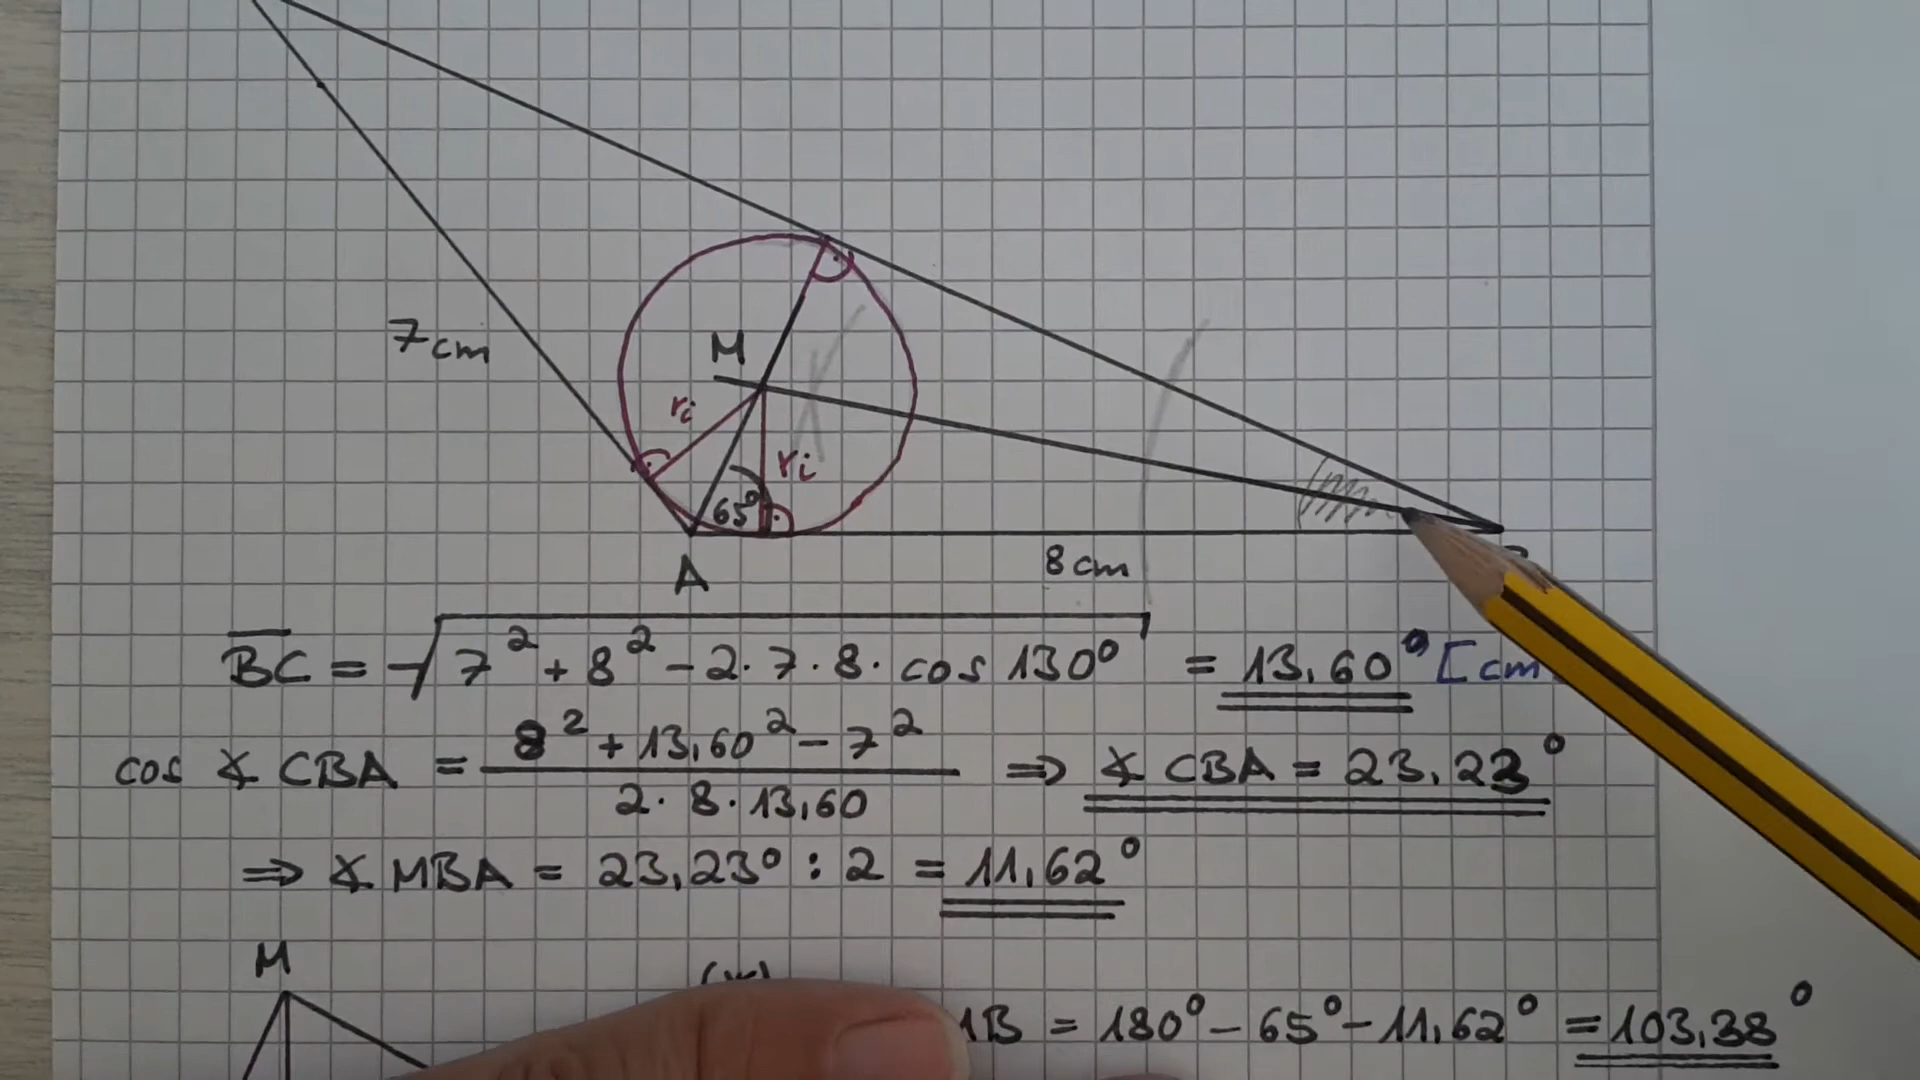 7cm
M
ri
ri
65°
A
8cm
BC = √7² + 8² - 2·7·8·cos 130° = 13,60 [cm
cos ∢ CBA = 8² + 13,60² - 7² / 2·8·13,60 ⇒ ∢ CBA = 23,23°
⇒ ∢ MBA = 23,23° : 2 = 11,62°
M
B = 180° - 65° - 11,62° = 103,38°